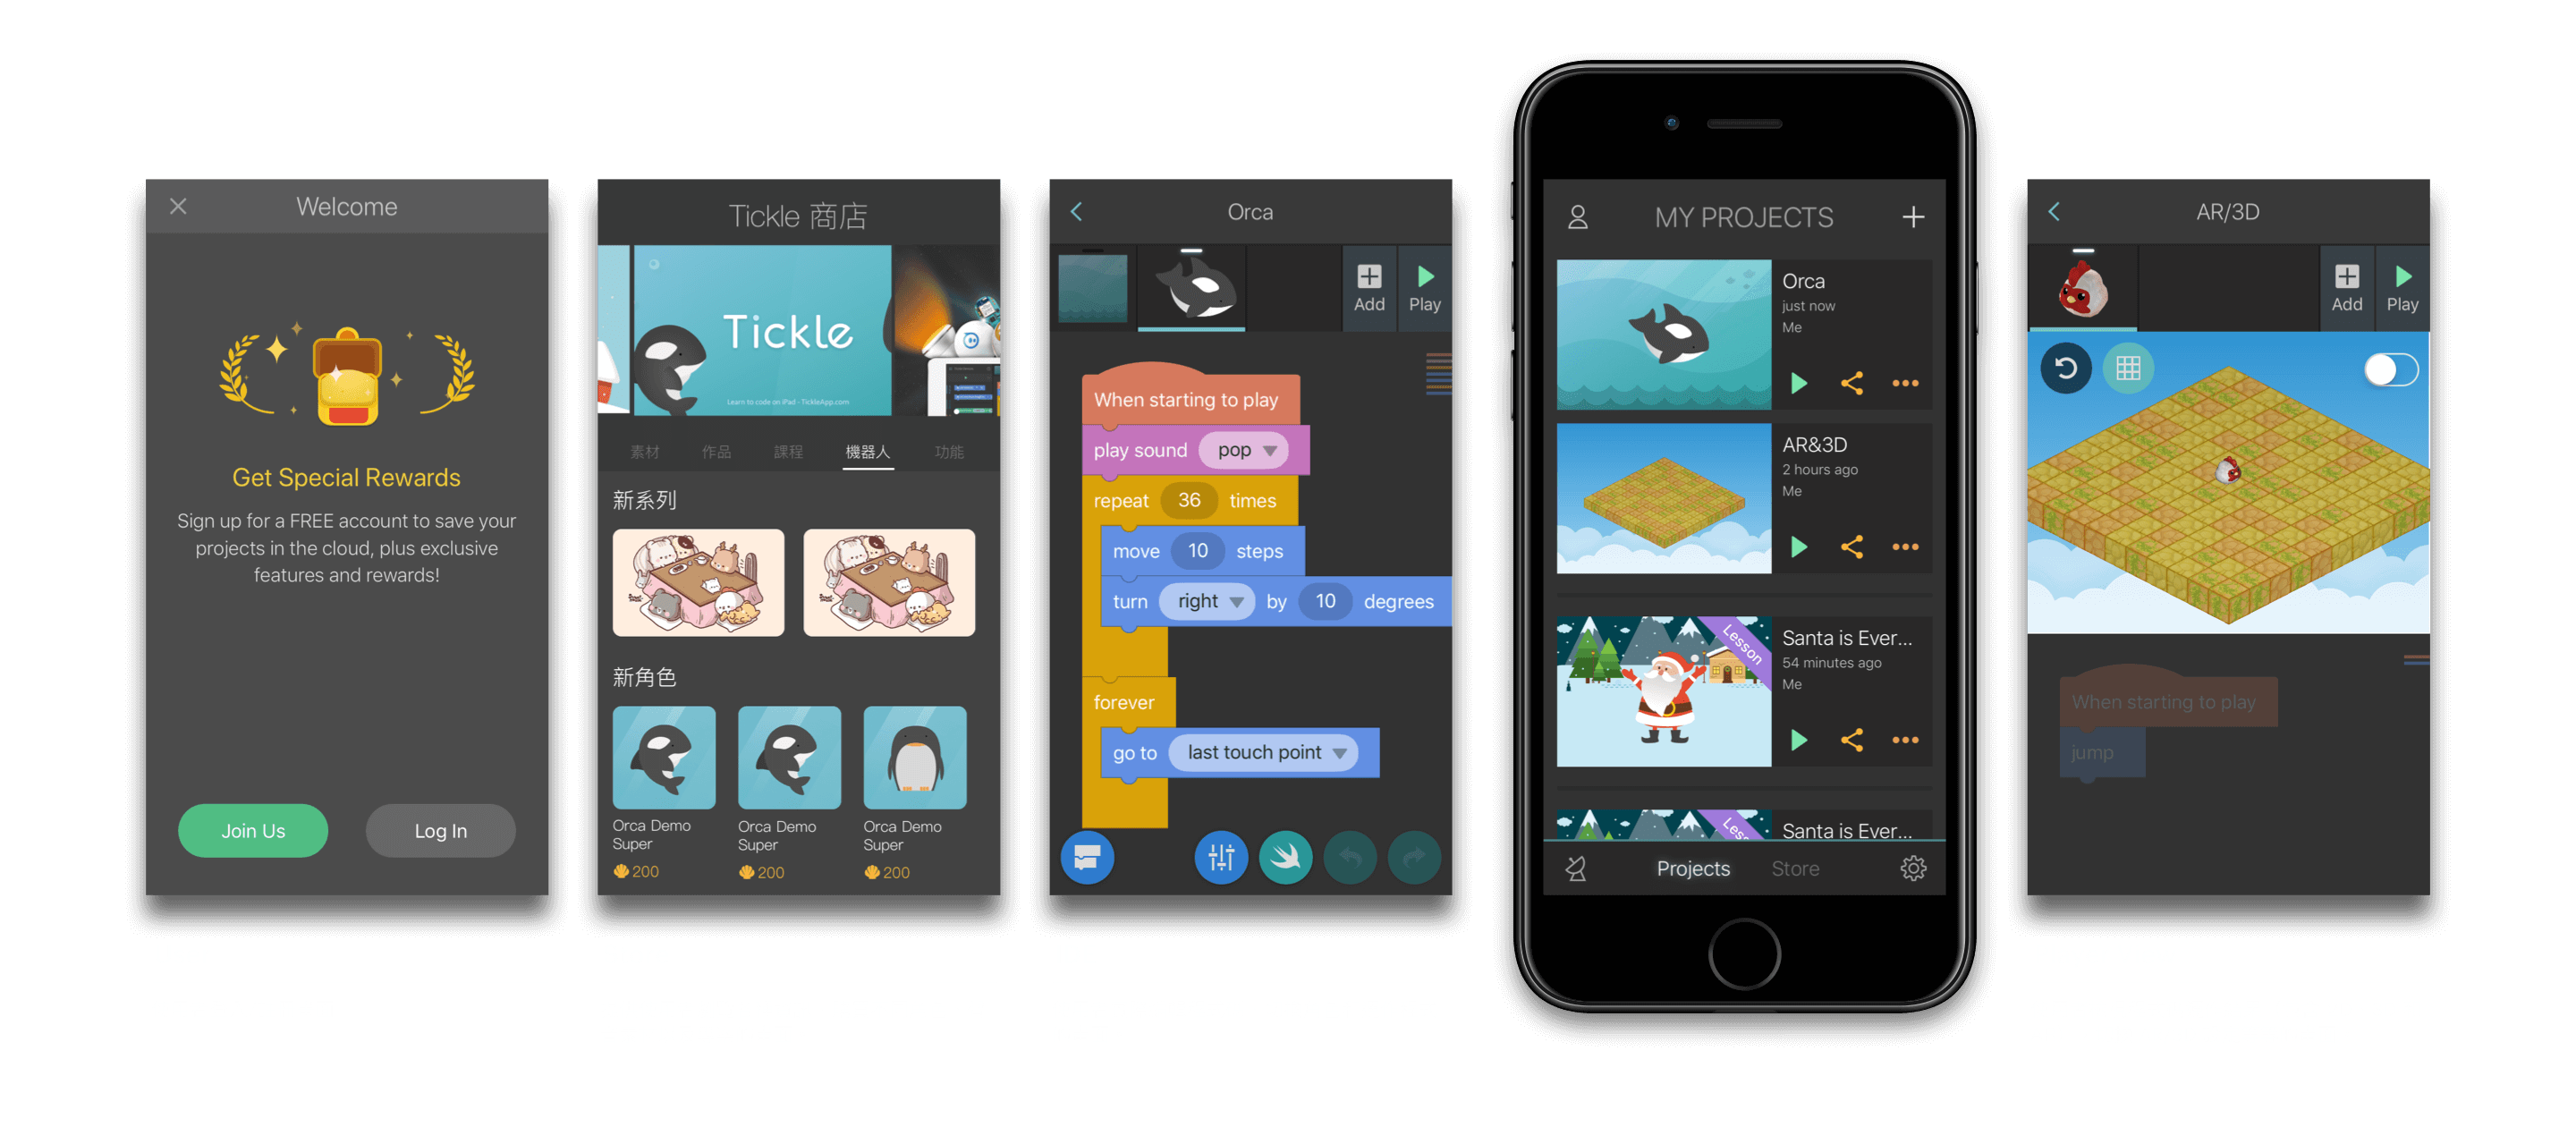 Welcome
Get Special Rewards
Sign up for a FREE account to save your
projects in the cloud, plus exclusive
features and rewards!
Join Us
Log In
Tickle 商店
Tickle
Learn to code on iPad - TickleApp.com
素材
作品
課程
機器人
功能
新系列
新角色
Orca Demo
Super
200
Orca Demo
Super
200
Orca Demo
Super
200
Orca
Add
Play
When starting to play
play sound pop
repeat 36 times
move 10 steps
turn right by 10 degrees
forever
go to last touch point
MY PROJECTS
Orca
just now
Me
AR&3D
2 hours ago
Me
Lesson
Santa is Ever...
54 minutes ago
Me
Santa is Ever...
Projects
Store
AR/3D
Add
Play
When starting to play
jump